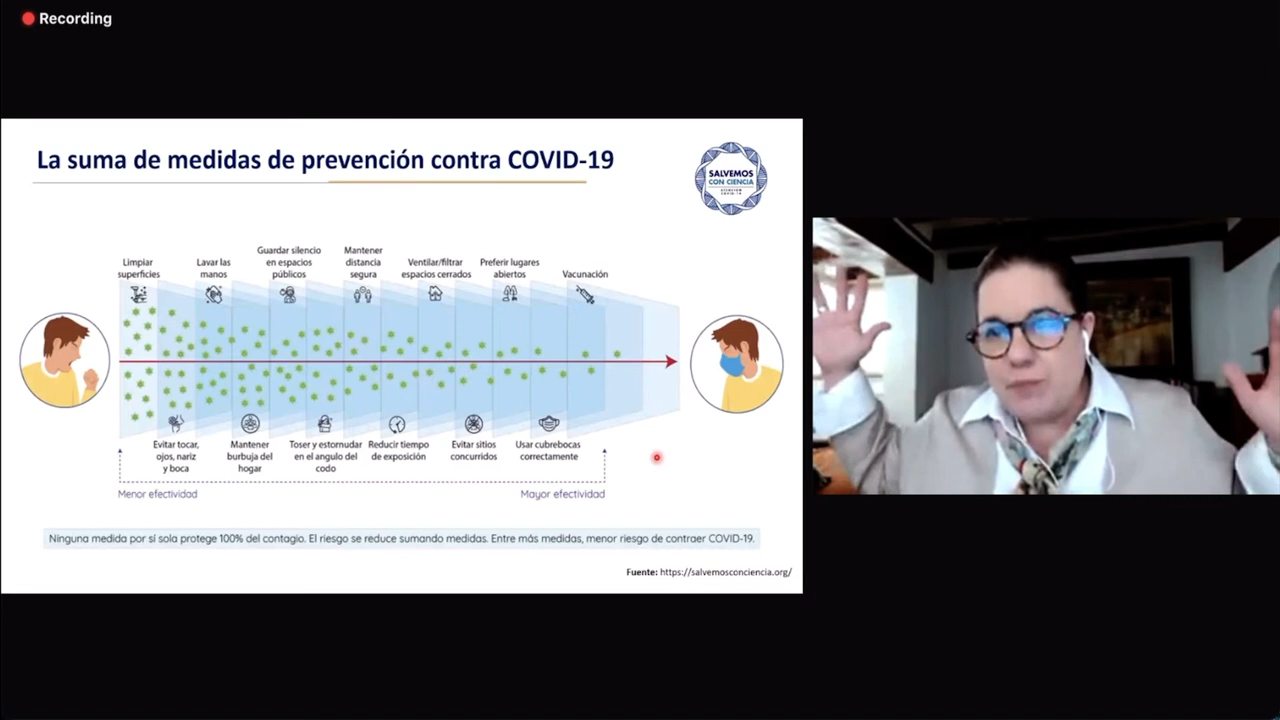 Recording
La suma de medidas de prevención contra COVID-19
SALVEMOS
CON CIENCIA
ATENCIÓN
COVID-19
Limpiar
superficies
Lavar las
manos
Guardar silencio
en espacios
públicos
Mantener
distancia
segura
Ventilar/filtrar
espacios cerrados
Preferir lugares
abiertos
Vacunación
Evitar tocar,
ojos, nariz
y boca
Mantener
burbuja del
hogar
Toser y estornudar
en el angulo del
codo
Reducir tiempo
de exposición
Evitar sitios
concurridos
Usar cubrebocas
correctamente
Menor efectividad
Mayor efectividad
Ninguna medida por sí sola protege 100% del contagio. El riesgo se reduce sumando medidas. Entre más medidas, menor riesgo de contraer COVID-19.
Fuente: https://salvemosconciencia.org/